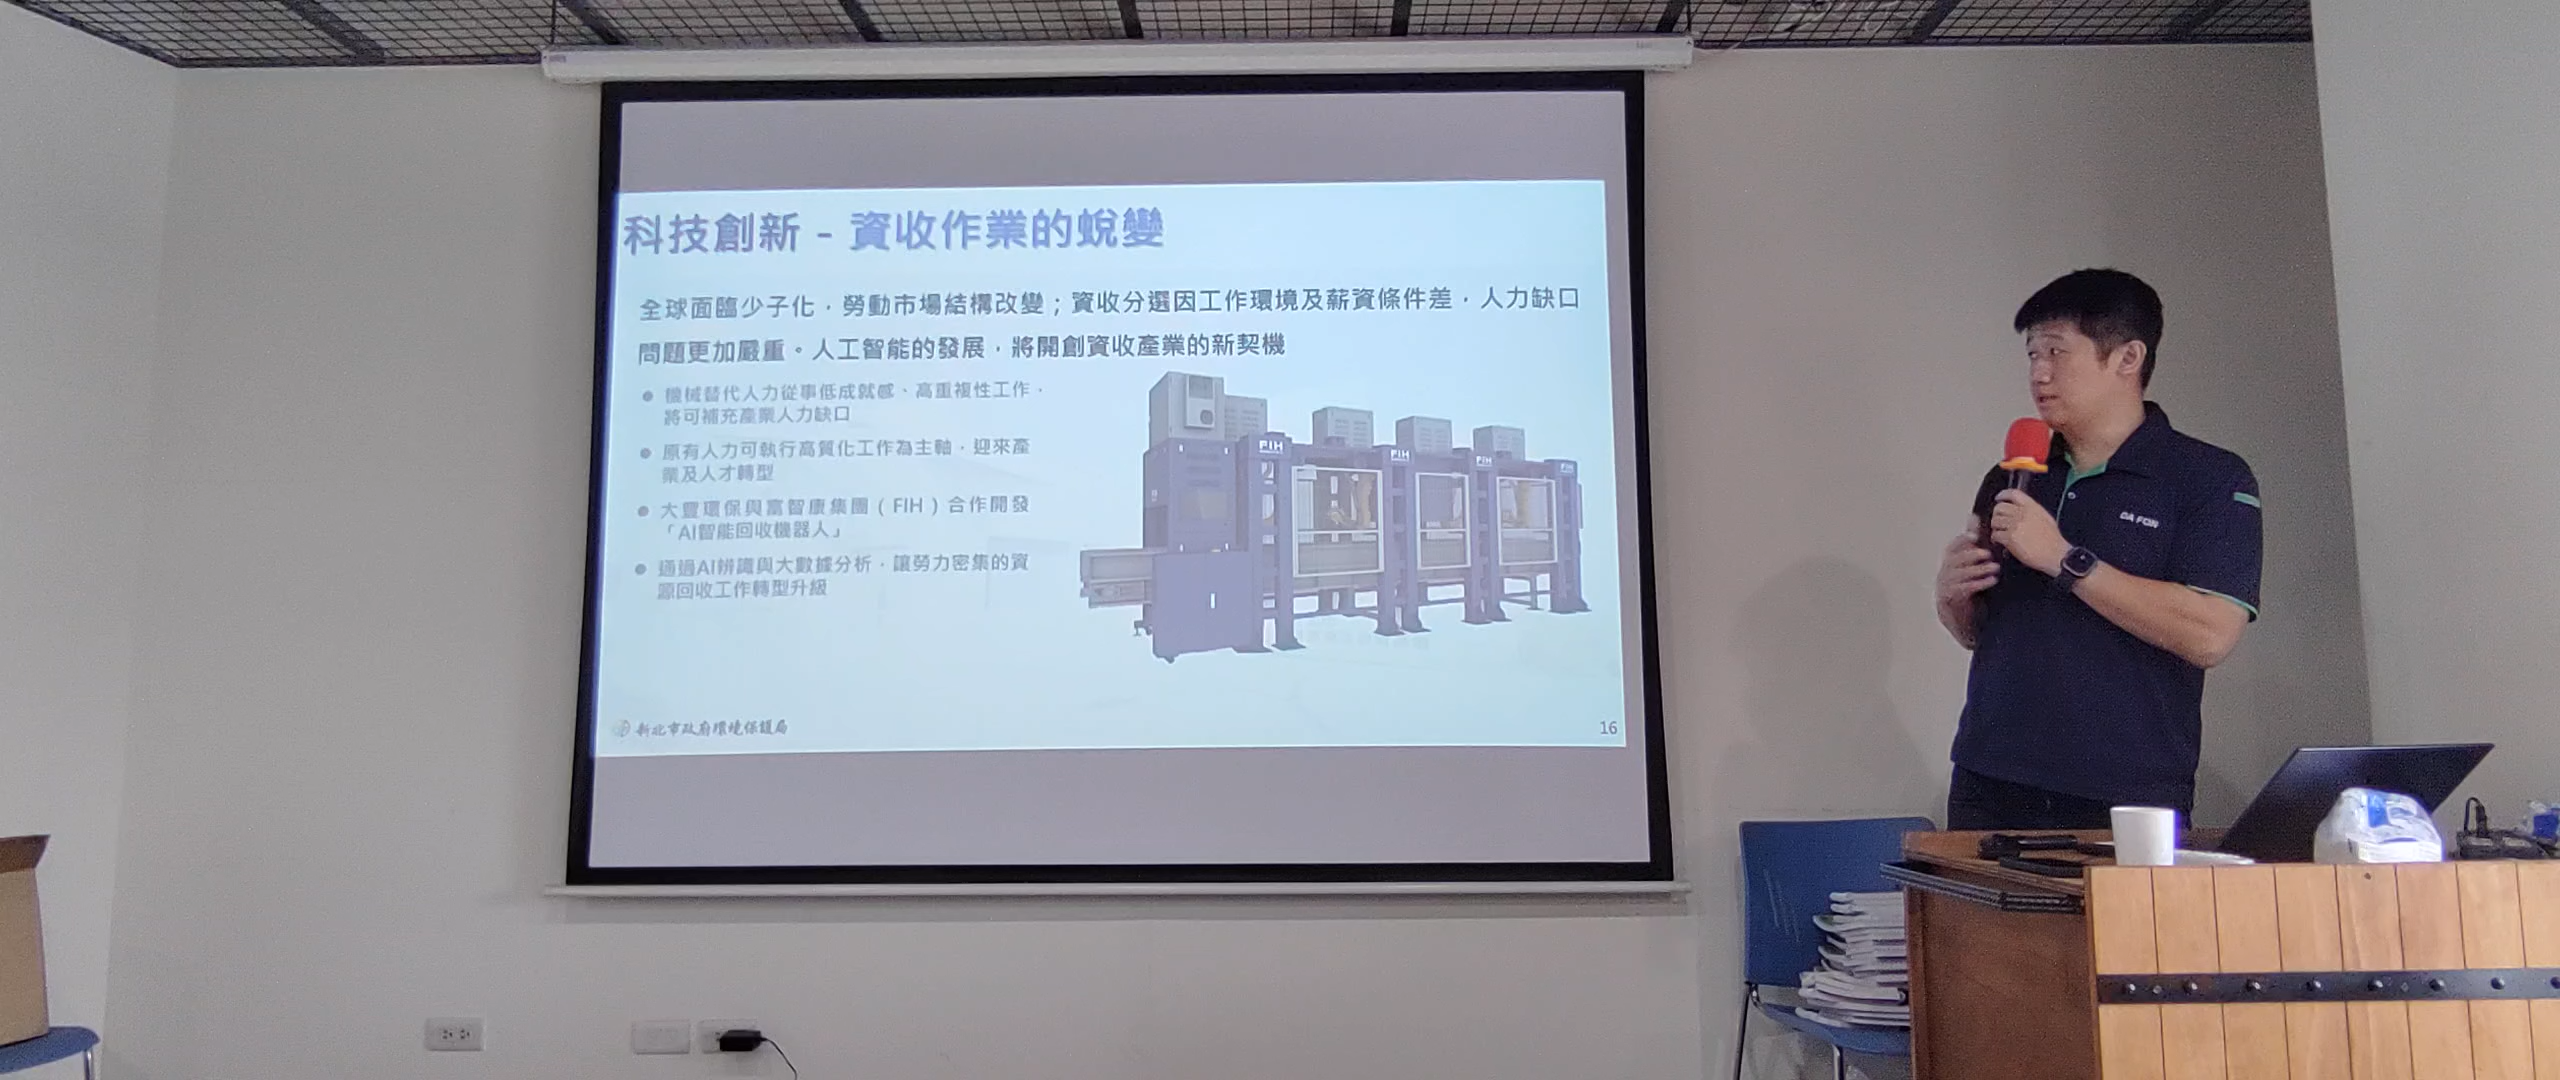 科技創新 - 資收作業的蛻變
全球面臨少子化，勞動市場結構改變；資收分選因工作環境及薪資條件差，人力缺口
問題更加嚴重。人工智能的發展，將開創資收產業的新契機
● 機械替代人力從事低成就感、高重複性工作，
將可補充產業人力缺口
● 原有人力可執行高質化工作為主軸，迎來產
業及人才轉型
● 大豐環保與富智康集團（FIH）合作開發
「AI智能回收機器人」
● 通過AI辨識與大數據分析，讓勞力密集的資
源回收工作轉型升級
FIH
FIH
FIH
FIH
新北市政府環境保護局
16
DA FON